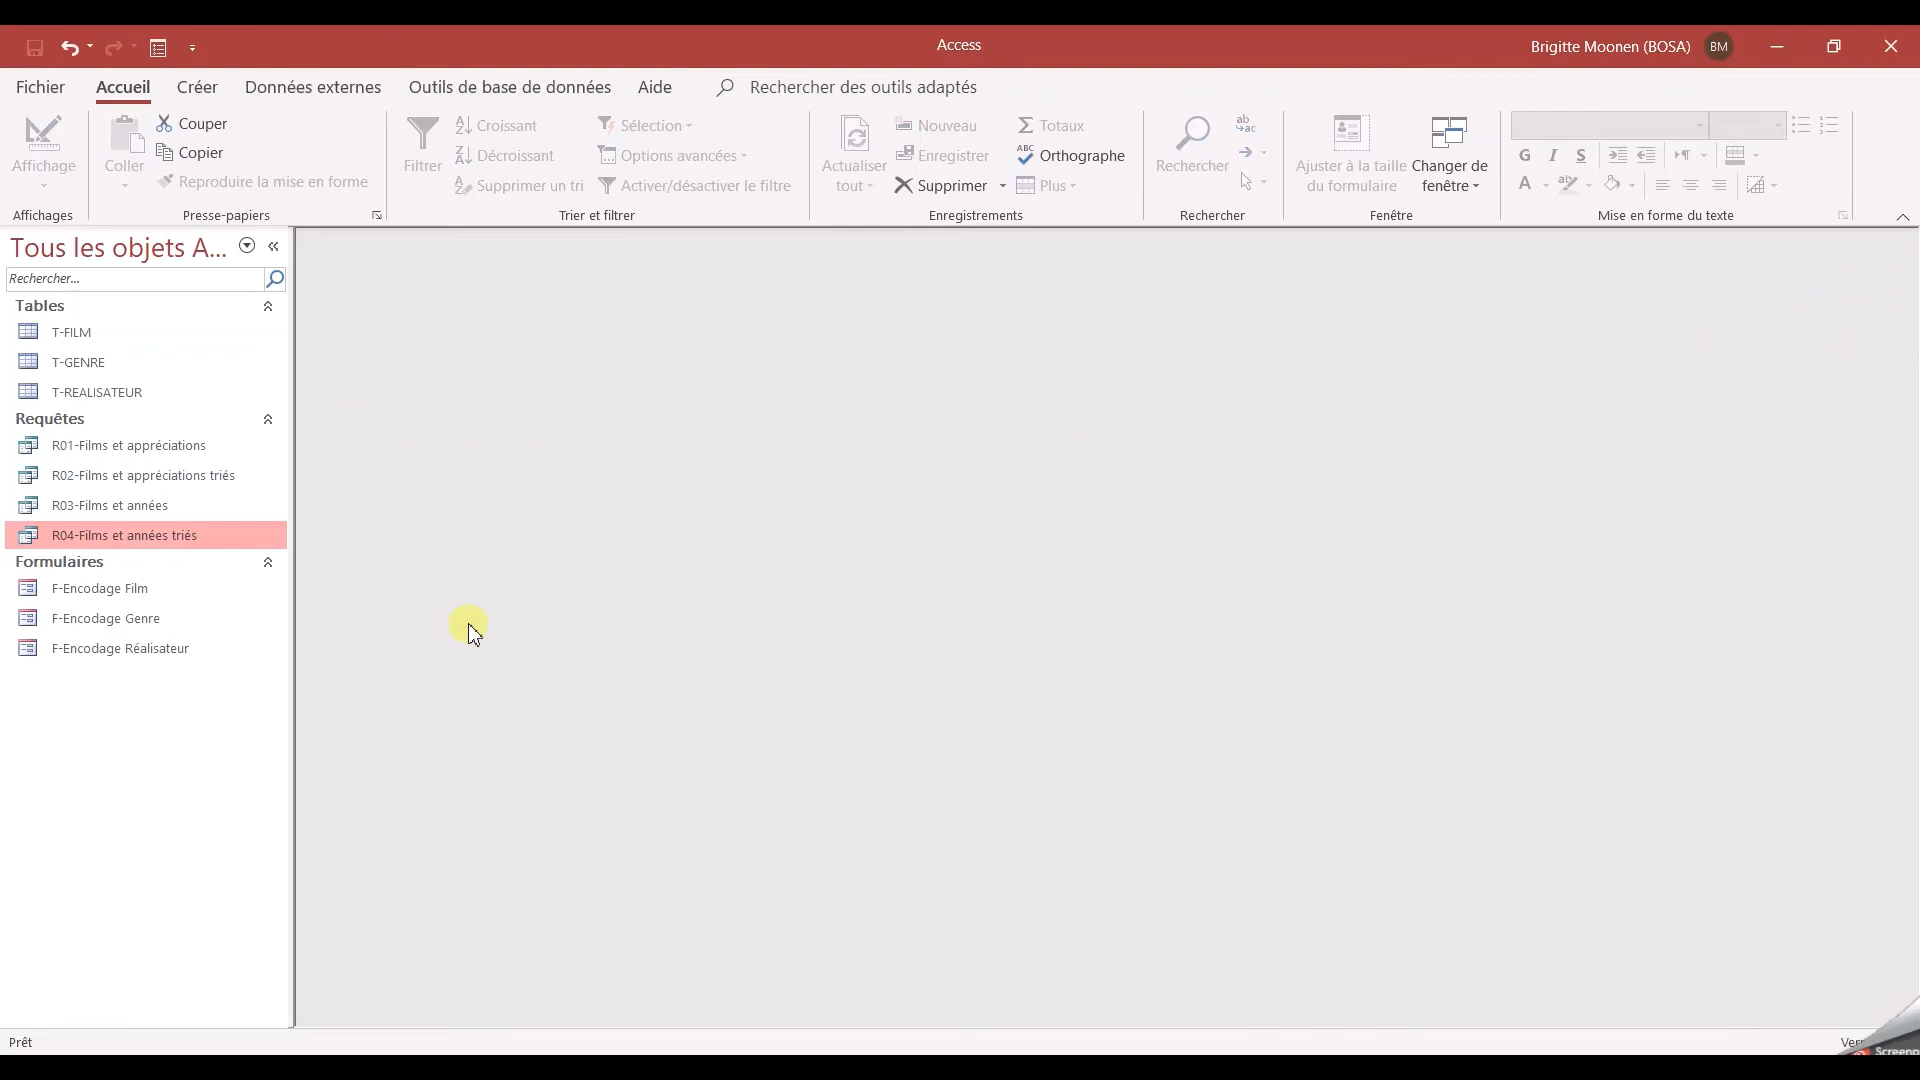 Access
Brigitte Moonen (BOSA) BM
Fichier Accueil Créer Données externes Outils de base de données Aide Rechercher des outils adaptés
Affichage
Affichages
Coller
Couper
Copier
Reproduire la mise en forme
Presse-papiers
Filtrer
Croissant
Décroissant
Supprimer un tri
Sélection
Options avancées
Activer/désactiver le filtre
Trier et filtrer
Actualiser
tout
Nouveau
Enregistrer
Supprimer
Totaux
Orthographe
Plus
Enregistrements
Rechercher
Rechercher
Ajuster à la taille
du formulaire
Changer de
fenêtre
Fenêtre
G I S
A
Mise en forme du texte
Tous les objets A...
Rechercher...
Tables
T-FILM
T-GENRE
T-REALISATEUR
Requêtes
R01-Films et appréciations
R02-Films et appréciations triés
R03-Films et années
R04-Films et années triés
Formulaires
F-Encodage Film
F-Encodage Genre
F-Encodage Réalisateur
Prêt